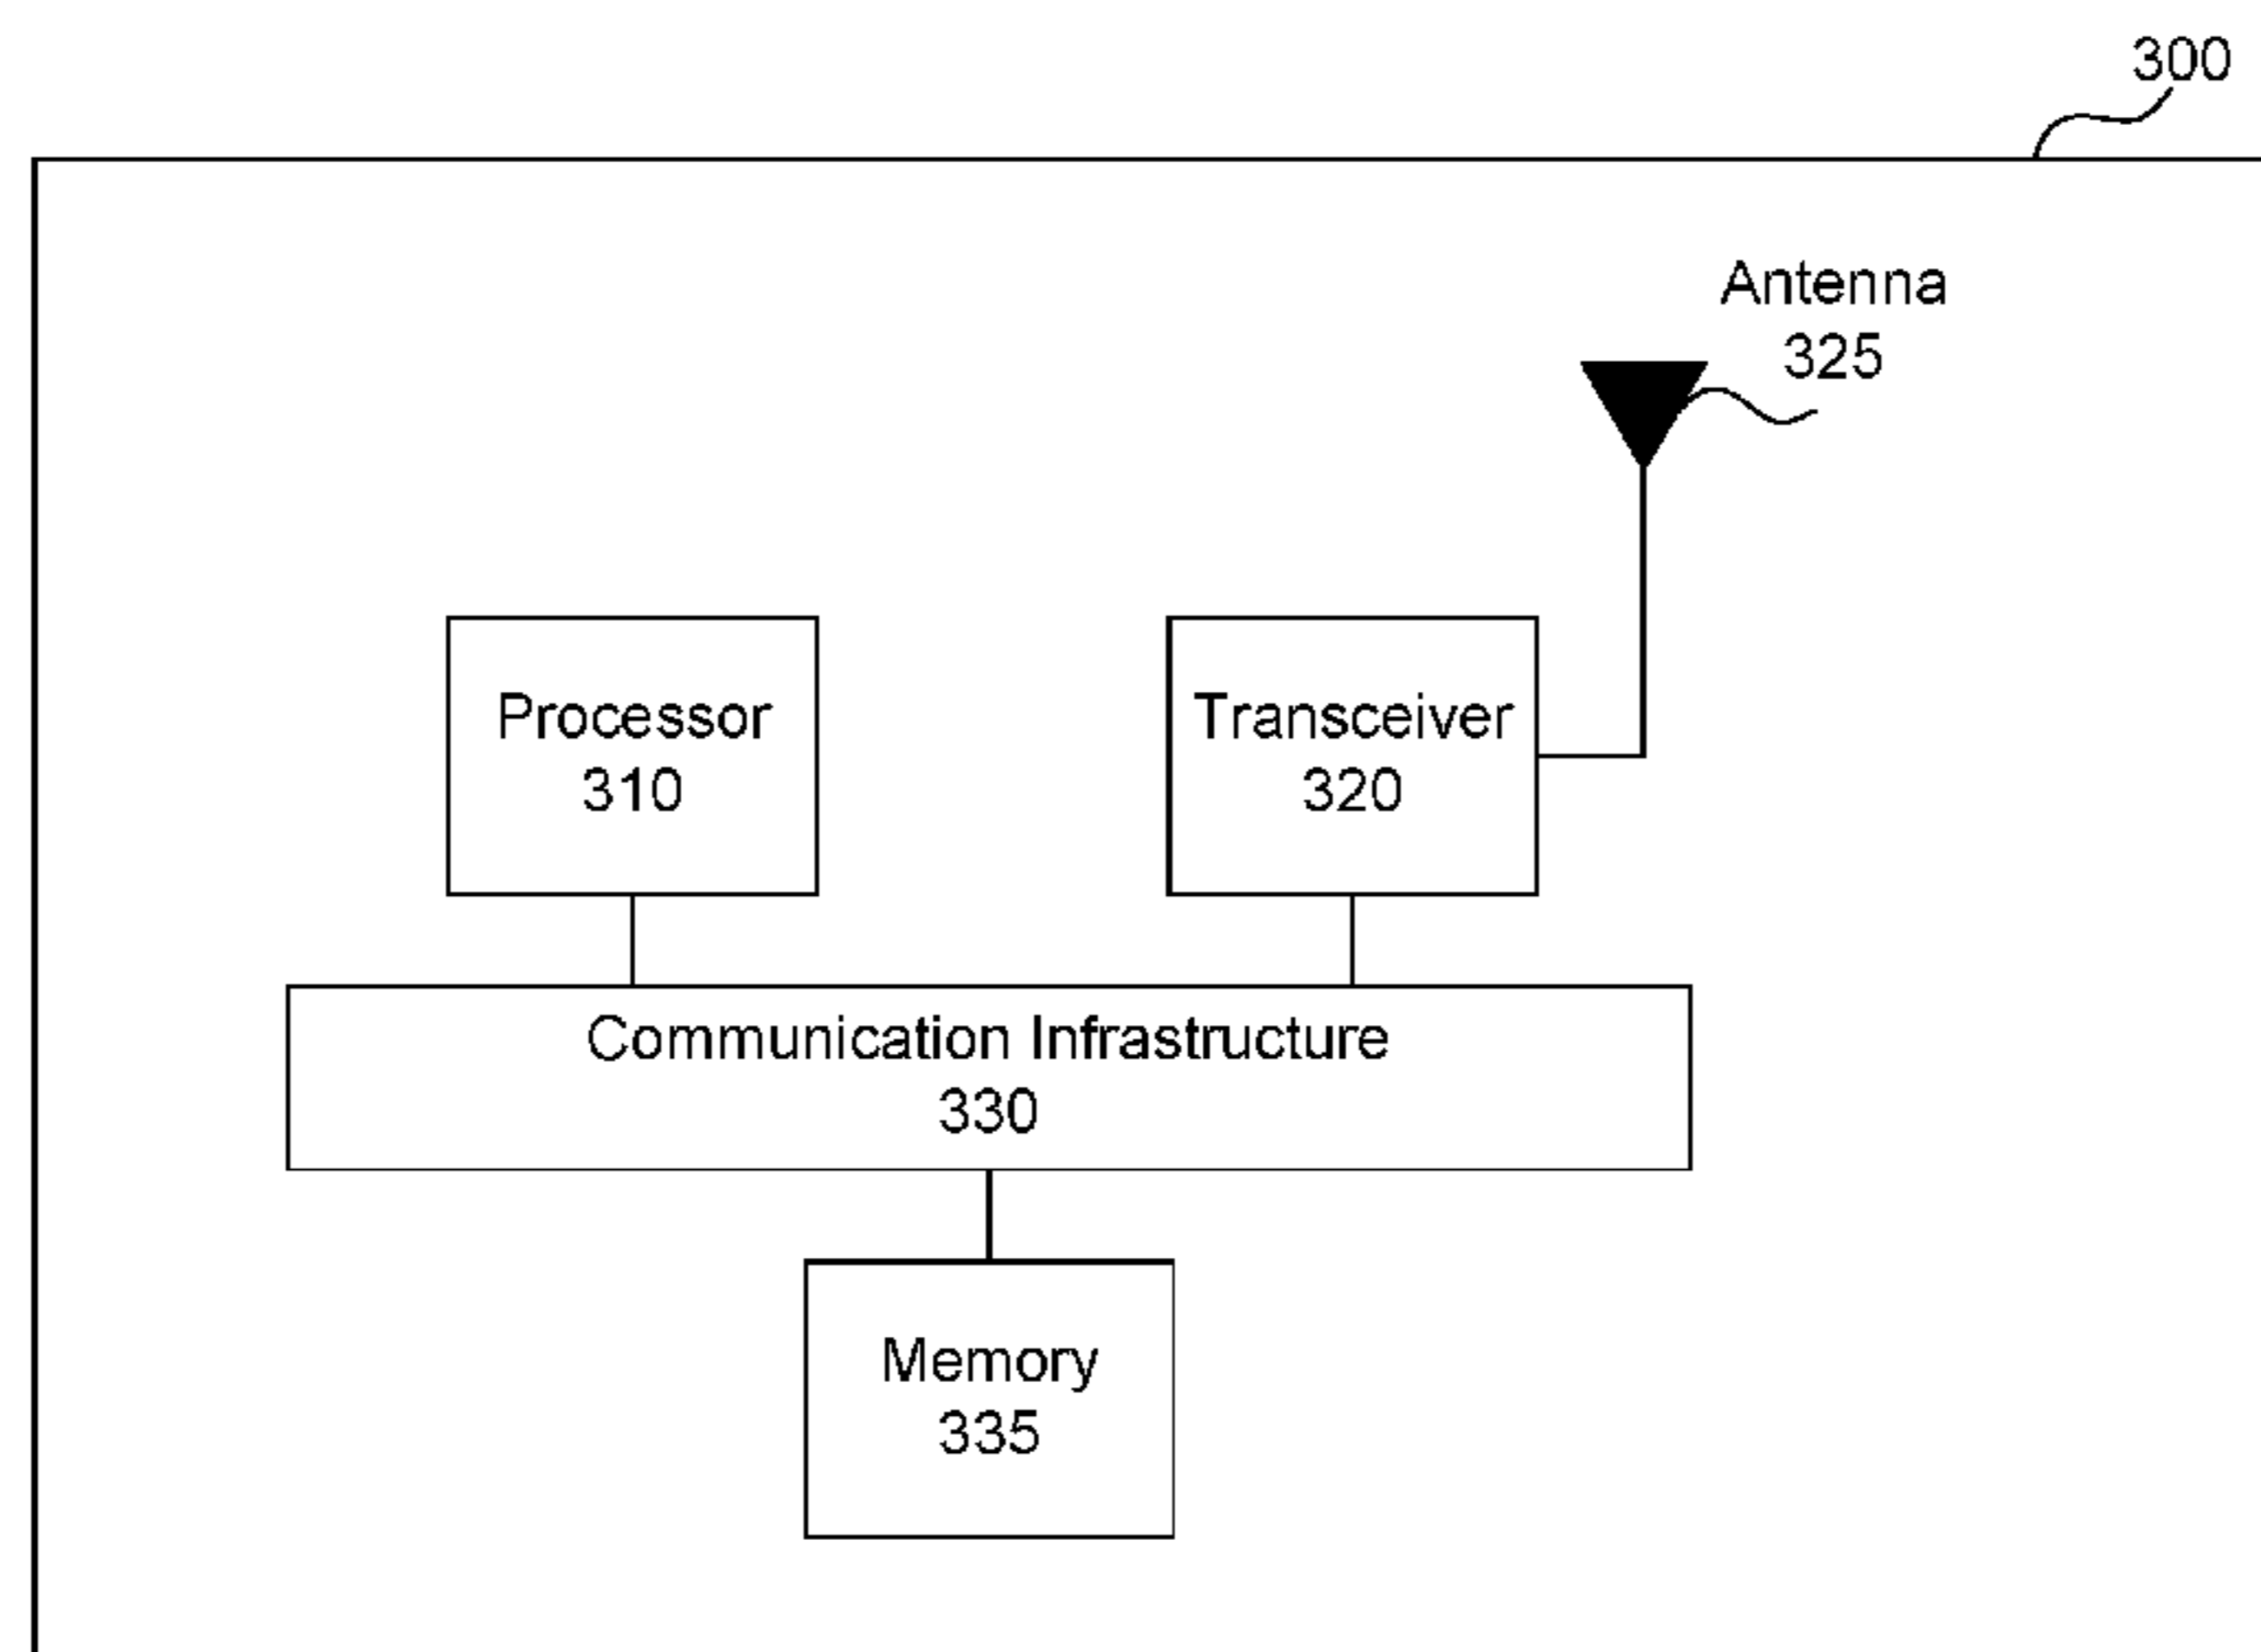 300
Antenna
325
Processor
310
Transceiver
320
Communication Infrastructure
330
Memory
335